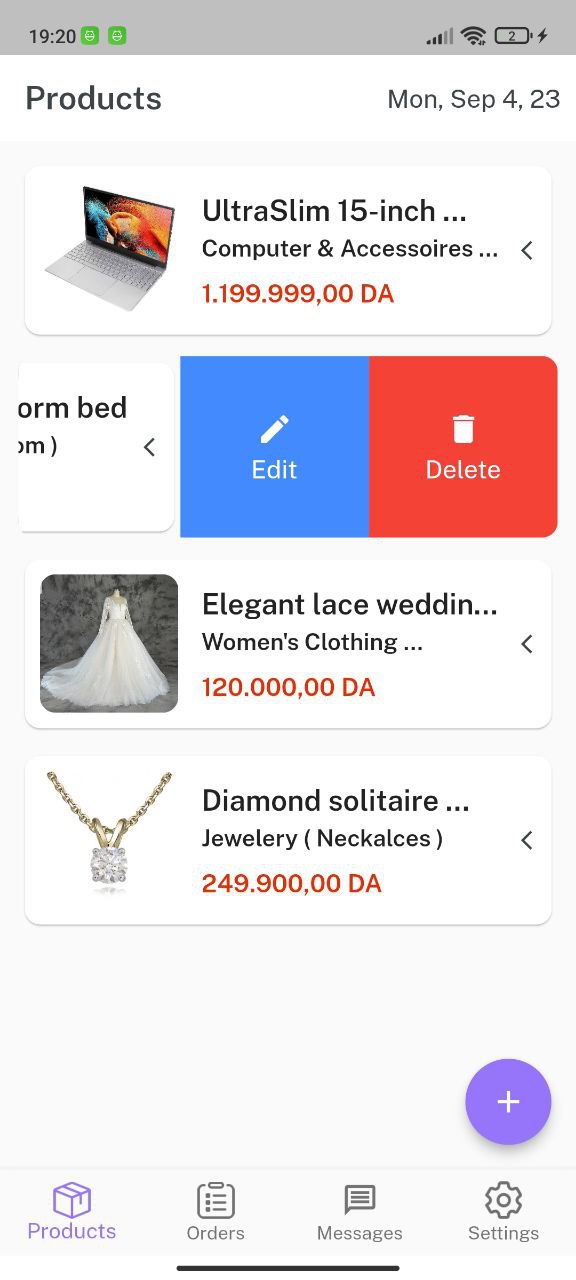 19:20
2
Products
Mon, Sep 4, 23
UltraSlim 15-inch ...
Computer & Accessoires ...
1.199.999,00 DA
orm bed
om )
Edit
Delete
Elegant lace weddin...
Women's Clothing ...
120.000,00 DA
Diamond solitaire ...
Jewelery ( Neckalces )
249.900,00 DA
+
Products
Orders
Messages
Settings